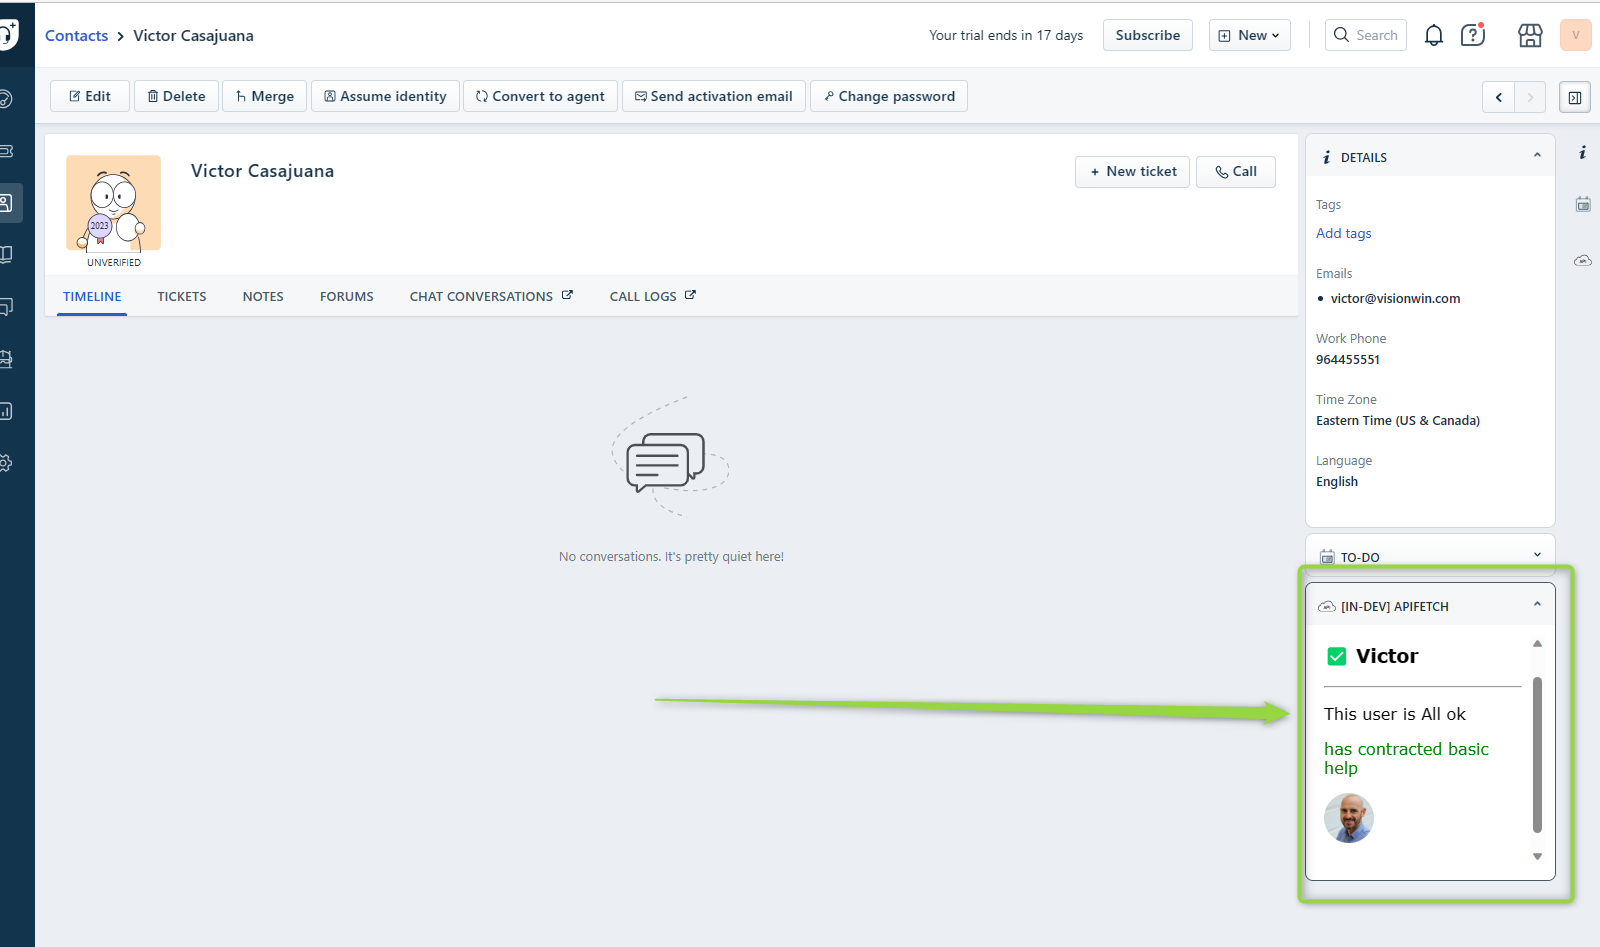 Contacts > Victor Casajuana
Your trial ends in 17 days
Subscribe
New
Search
V
Edit
Delete
Merge
Assume identity
Convert to agent
Send activation email
Change password
2023
UNVERIFIED
Victor Casajuana
+ New ticket
Call
TIMELINE
TICKETS
NOTES
FORUMS
CHAT CONVERSATIONS
CALL LOGS
No conversations. It's pretty quiet here!
i DETAILS
Tags
Add tags
Emails
• victor@visionwin.com
Work Phone
964455551
Time Zone
Eastern Time (US & Canada)
Language
English
TO-DO
API [IN-DEV] APIFETCH
Victor
This user is All ok
has contracted basic
help
i
API